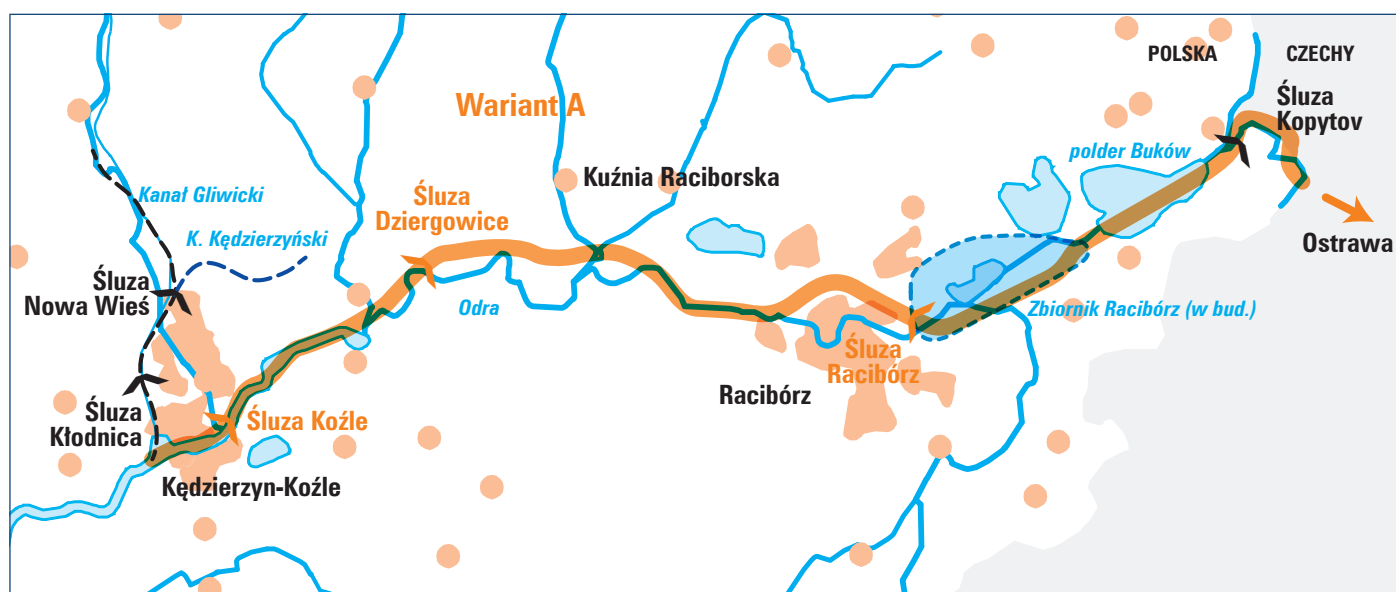 POLSKA
CZECHY
Śluza
Kopytov
Wariant A
polder Buków
Kuźnia Raciborska
Kanał Gliwicki
Śluza
Dziergowice
K. Kędzierzyński
Ostrawa
Śluza
Nowa Wieś
Odra
Zbiornik Racibórz (w bud.)
Śluza
Racibórz
Racibórz
Śluza
Kłodnica
Śluza Koźle
Kędzierzyn-Koźle